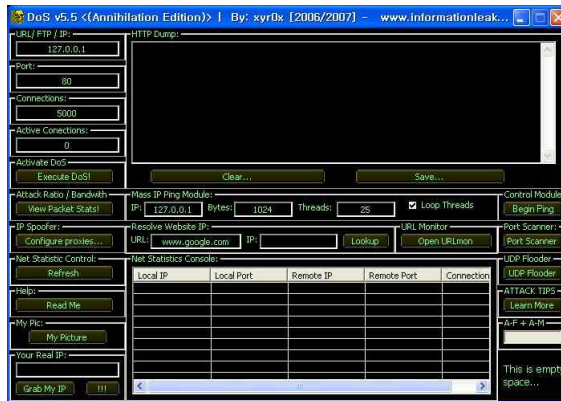 DoS v5.5 <(Annihilation Edition)> | By: xyr0x [2006/2007] - www.informationleak...
URL/ FTP / IP:
127.0.0.1
HTTP Dump:
Port:
80
Connections:
5000
Active Conections:
0
Activate DoS
Execute DoS!
Clear...
Save...
Attack Ratio / Bandwith
View Packet Stats!
Mass IP Ping Module:
IP:
127.0.0.1
Bytes:
1024
Threads:
25
Loop Threads
Control Module
Begin Ping
IP Spoofer:
Configure proxies...
Resolve Website IP:
URL:
www.google.com
IP:
Lookup
URL Monitor
Open URLmon
Port Scanner:
Port Scanner
Net Statistic Control:
Refresh
Net Statistics Console:
Local IP
Local Port
Remote IP
Remote Port
Connection
UDP Flooder
UDP Flooder
Help:
Read Me
ATTACK TIPS
Learn More
My Pic:
My Picture
A-F + A-M
Your Real IP:
Grab My IP
!!!
This is empty
space...